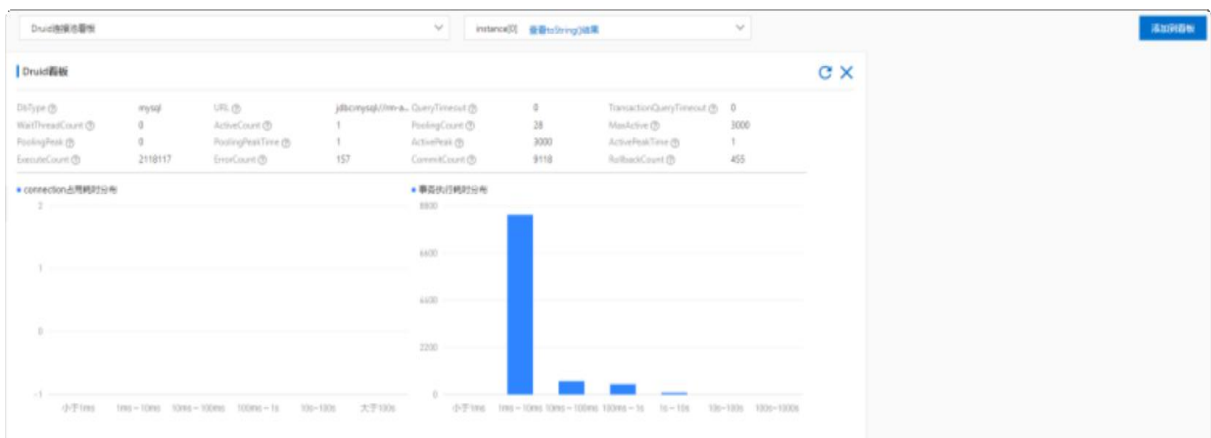 Druid连接池看板 instance[0] 查看toString()结果 添加到看板
Druid看板
DbType mysql URL jdbc:mysql://rm-a... QueryTimeout 0 TransactionQueryTimeout 0
WaitThreadCount 0 ActiveCount 1 PoolingCount 28 MaxActive 3000
PoolingPeak 0 PoolingPeakTime 1 ActivePeak 3000 ActivePeakTime 1
ExecuteCount 2118117 ErrorCount 157 CommitCount 9118 RollbackCount 455
connection占用耗时分布
2
1
0
-1
小于1ms 1ms~10ms 10ms~100ms 100ms~1s 10s~100s 大于100s
事务执行耗时分布
8800
6600
4400
2200
0
小于1ms 1ms~10ms 10ms~100ms 100ms~1s 1s~10s 10s~100s 100s~1000s